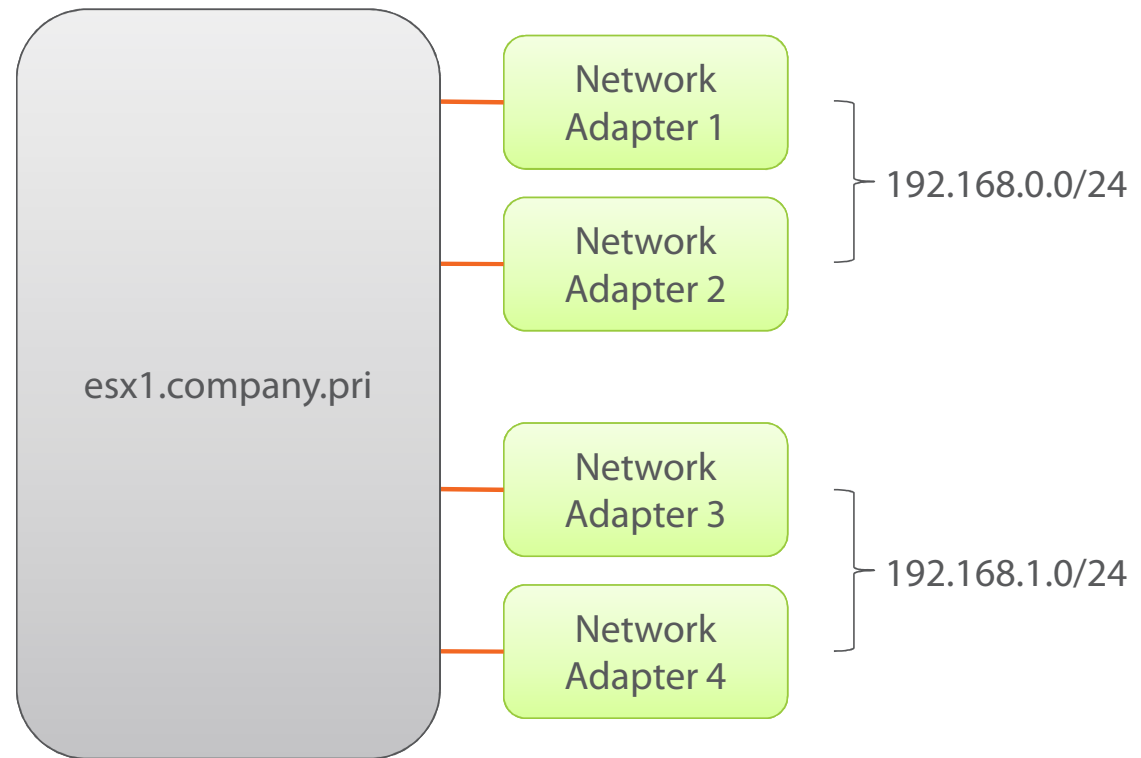 esx1.company.pri
Network
Adapter 1
Network
Adapter 2
192.168.0.0/24
Network
Adapter 3
Network
Adapter 4
192.168.1.0/24